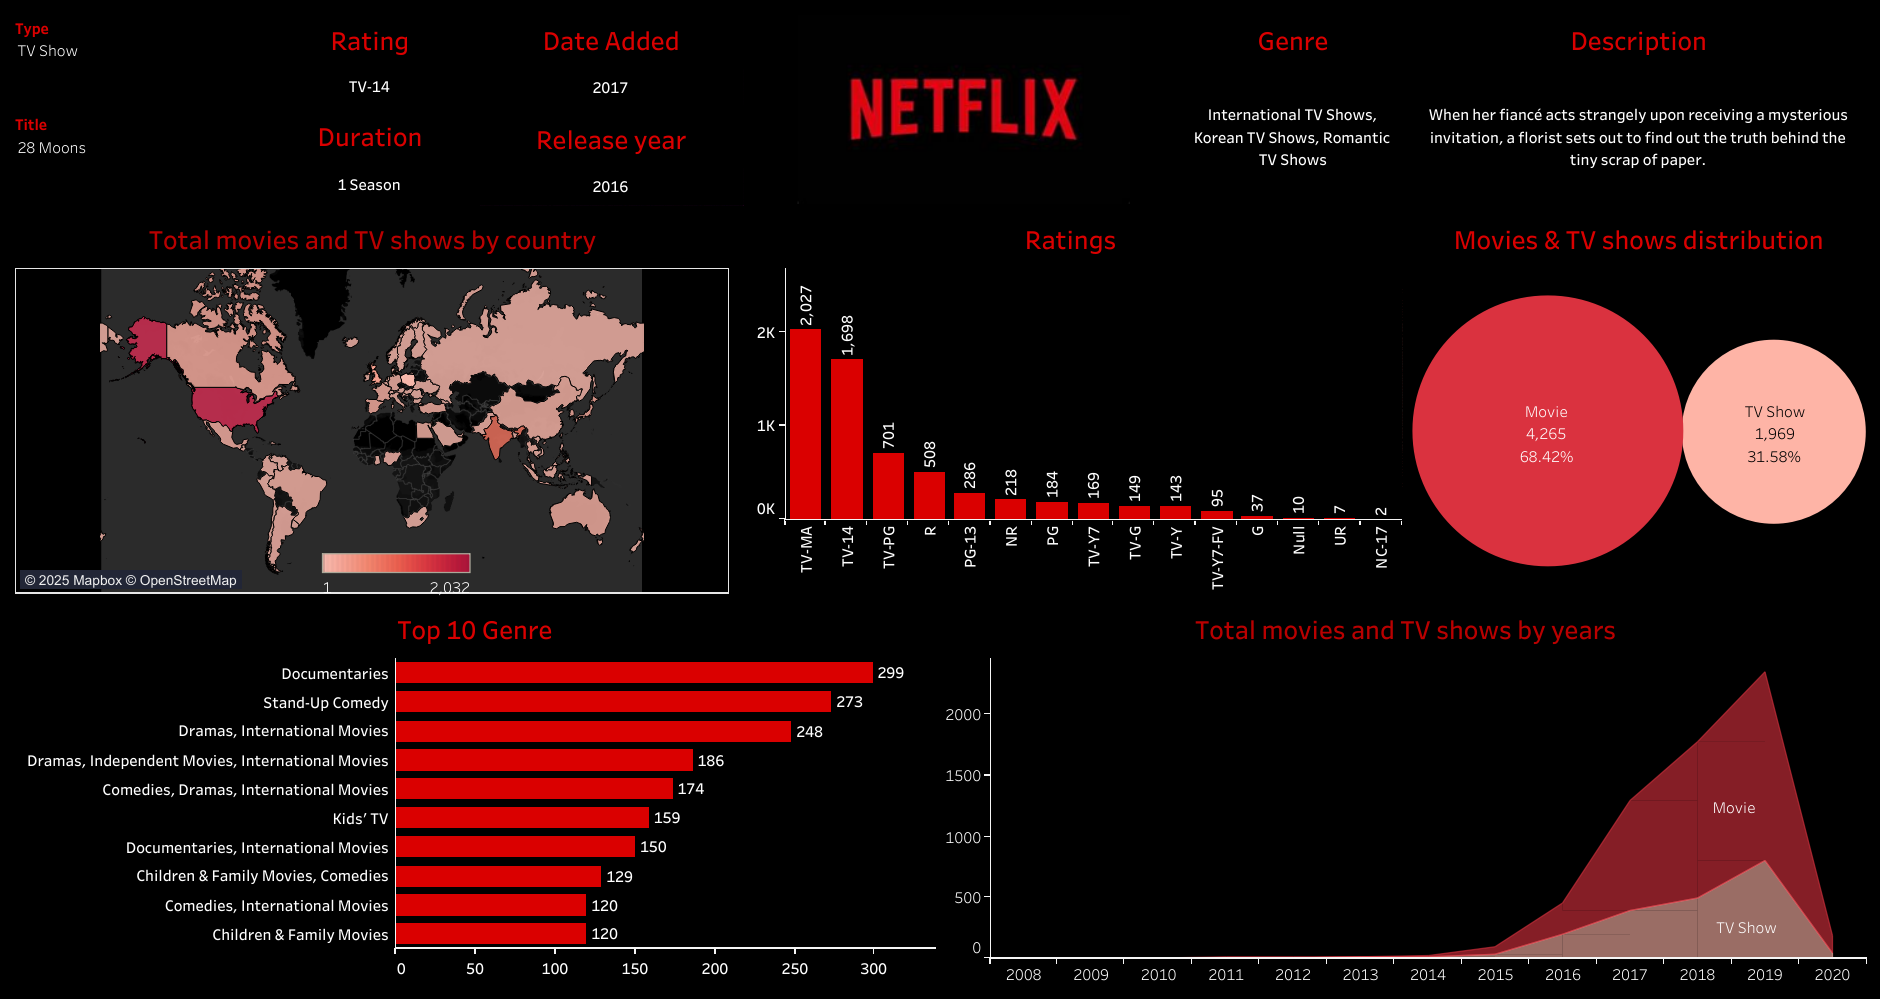 Type
TV Show
Title
28 Moons
Rating
TV-14
Duration
1 Season
Date Added
2017
Release year
2016
NETFLIX
Genre
International TV Shows,
Korean TV Shows, Romantic
TV Shows
Description
When her fiancé acts strangely upon receiving a mysterious
invitation, a florist sets out to find out the truth behind the
tiny scrap of paper.
Total movies and TV shows by country
© 2025 Mapbox © OpenStreetMap
1
2,032
Ratings
2K
1K
0K
2,027
1,698
701
508
286
218
184
169
149
143
95
37
10
7
2
TV-MA
TV-14
TV-PG
R
PG-13
NR
PG
TV-Y7
TV-G
TV-Y
TV-Y7-FV
G
Null
UR
NC-17
Movies & TV shows distribution
Movie
4,265
68.42%
TV Show
1,969
31.58%
Top 10 Genre
Documentaries 299
Stand-Up Comedy 273
Dramas, International Movies 248
Dramas, Independent Movies, International Movies 186
Comedies, Dramas, International Movies 174
Kids' TV 159
Documentaries, International Movies 150
Children & Family Movies, Comedies 129
Comedies, International Movies 120
Children & Family Movies 120
0 50 100 150 200 250 300
Total movies and TV shows by years
2000
1500
1000
500
0
Movie
TV Show
2008 2009 2010 2011 2012 2013 2014 2015 2016 2017 2018 2019 2020